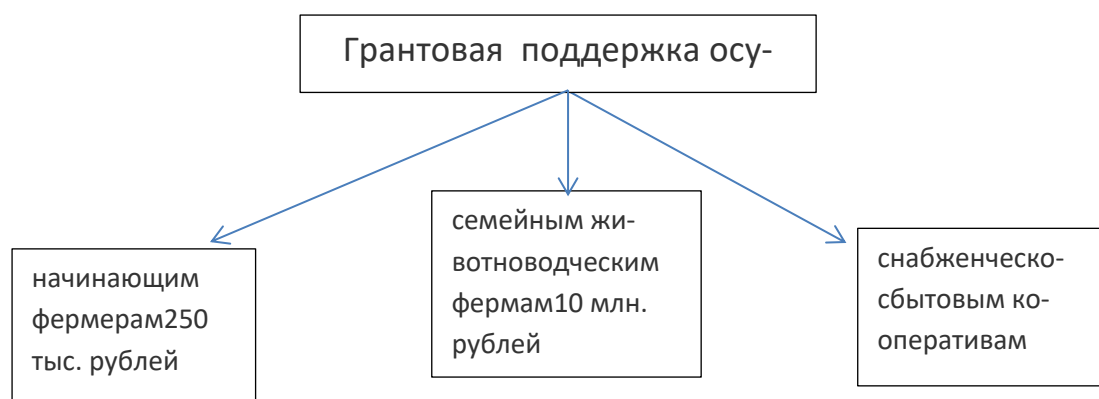 Грантовая поддержка осу-
начинающим
фермерам250
тыс. рублей
семейным жи-
вотноводческим
фермам10 млн.
рублей
снабженческо-
сбытовым ко-
оперативам